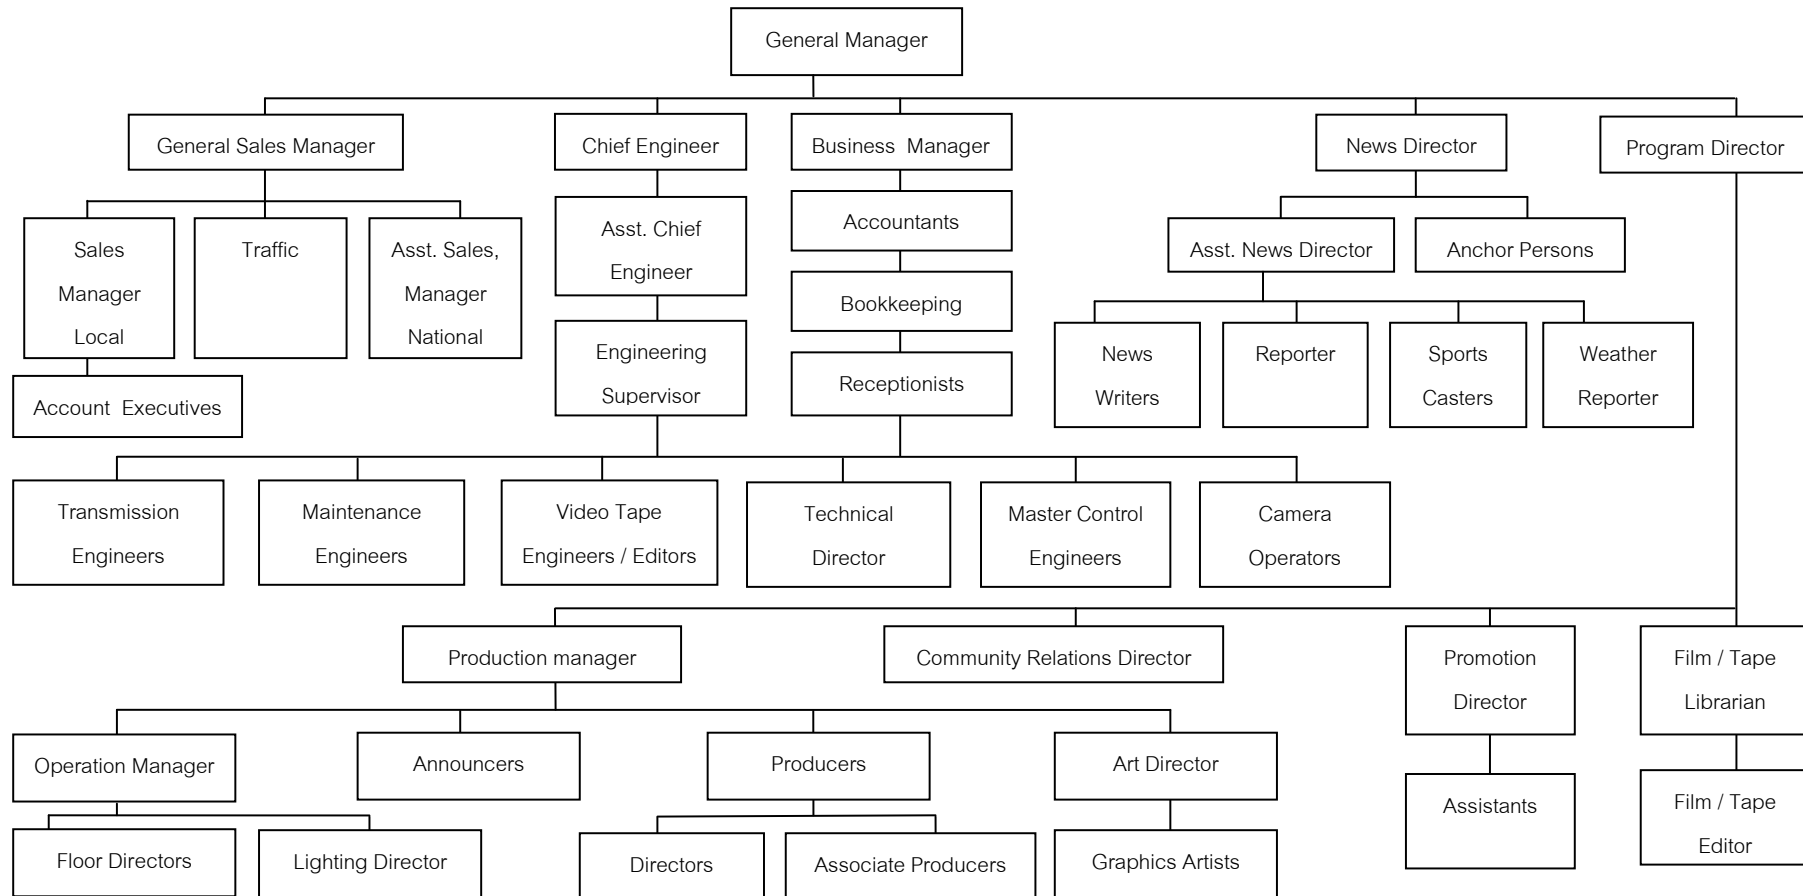 General Manager
General Sales Manager
Chief Engineer
Business  Manager
News Director
Program Director
Sales
Manager
Local
Traffic
Asst. Sales,
Manager
National
Account  Executives
Asst. Chief
Engineer
Engineering
Supervisor
Accountants
Bookkeeping
Receptionists
Asst. News Director
Anchor Persons
News
Writers
Reporter
Sports
Casters
Weather
Reporter
Transmission
Engineers
Maintenance
Engineers
Video Tape
Engineers / Editors
Technical
Director
Master Control
Engineers
Camera
Operators
Production manager
Community Relations Director
Promotion
Director
Film / Tape
Librarian
Operation Manager
Announcers
Producers
Art Director
Assistants
Film / Tape
Editor
Floor Directors
Lighting Director
Directors
Associate Producers
Graphics Artists